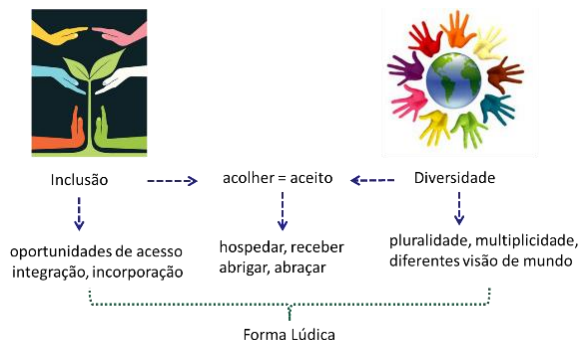 Inclusão
acolher = aceito
Diversidade
oportunidades de acesso
integração, incorporação
hospedar, receber
abrigar, abraçar
pluralidade, multiplicidade,
diferentes visão de mundo
Forma Lúdica